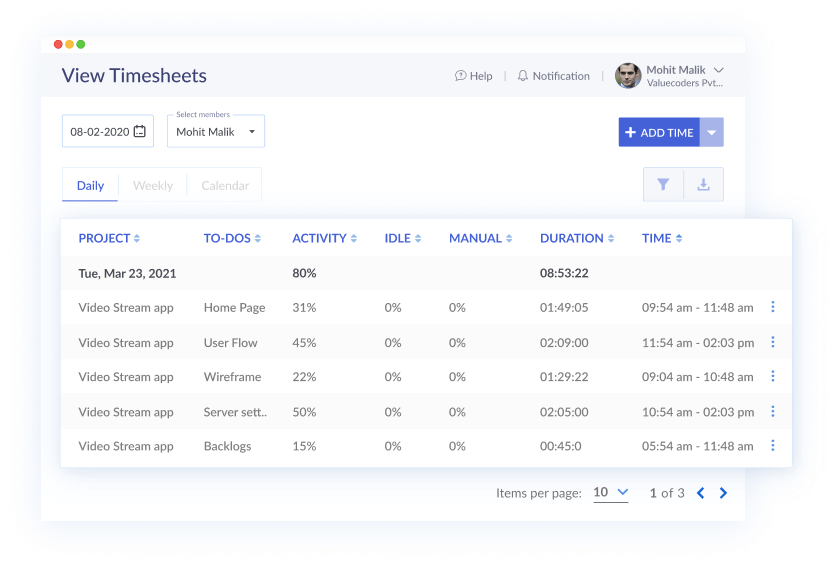 View Timesheets
Help | Notification |
Mohit Malik
Valuecoders Pvt...
08-02-2020
Select members
Mohit Malik
+ ADD TIME
Daily Weekly Calendar
PROJECT TO-DOS ACTIVITY IDLE MANUAL DURATION TIME
Tue, Mar 23, 2021 80% 08:53:22
Video Stream app Home Page 31% 0% 0% 01:49:05 09:54 am - 11:48 am
Video Stream app User Flow 45% 0% 0% 02:09:00 11:54 am - 02:03 pm
Video Stream app Wireframe 22% 0% 0% 01:29:22 09:04 am - 10:48 am
Video Stream app Server sett.. 50% 0% 0% 02:05:00 10:54 am - 02:03 pm
Video Stream app Backlogs 15% 0% 0% 00:45:0 05:54 am - 11:48 am
Items per page: 10 1 of 3